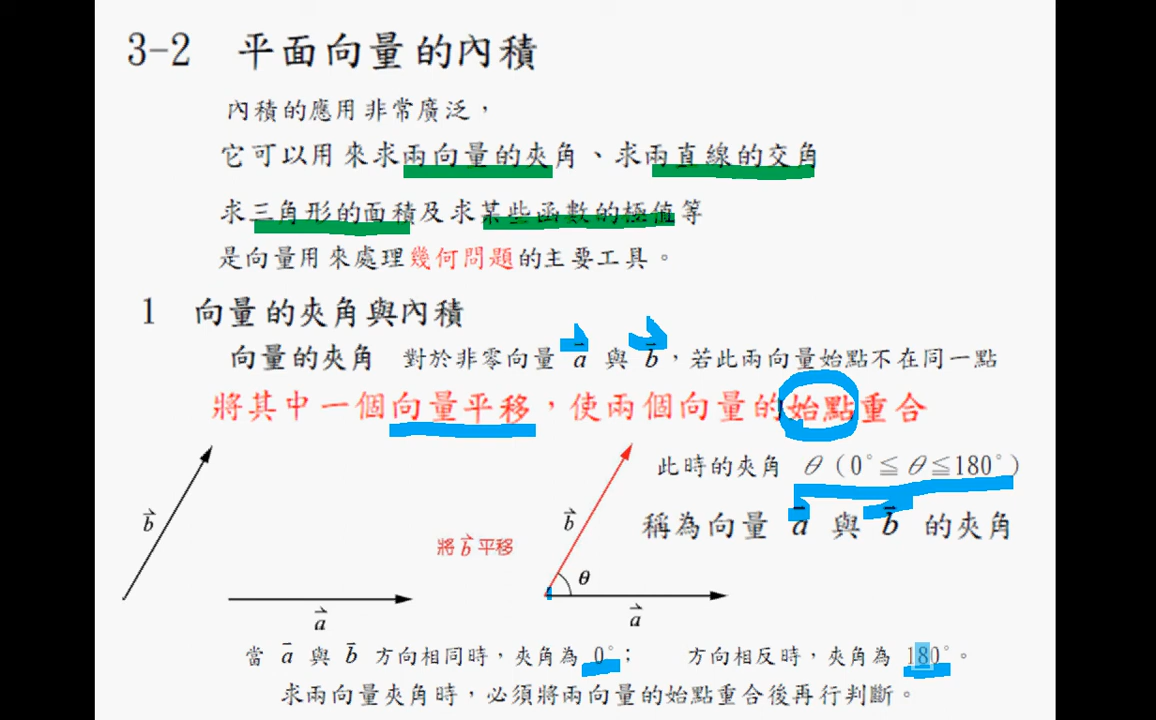 3-2 平面向量的內積
內積的應用非常廣泛，
它可以用來求兩向量的夾角、求兩直線的交角
求三角形的面積及求某些函數的極值等
是向量用來處理幾何問題的主要工具。
1 向量的夾角與內積
向量的夾角 對於非零向量 a⃗ 與 b⃗，若此兩向量始點不在同一點
將其中一個向量平移，使兩個向量的始點重合
此時的夾角 θ（0°≦θ≦180°）
稱為向量 a⃗ 與 b⃗ 的夾角
b⃗
a⃗
將 b⃗ 平移
b⃗
θ
a⃗
當 a⃗ 與 b⃗ 方向相同時，夾角為 0°； 方向相反時，夾角為 180°。
求兩向量夾角時，必須將兩向量的始點重合後再行判斷。